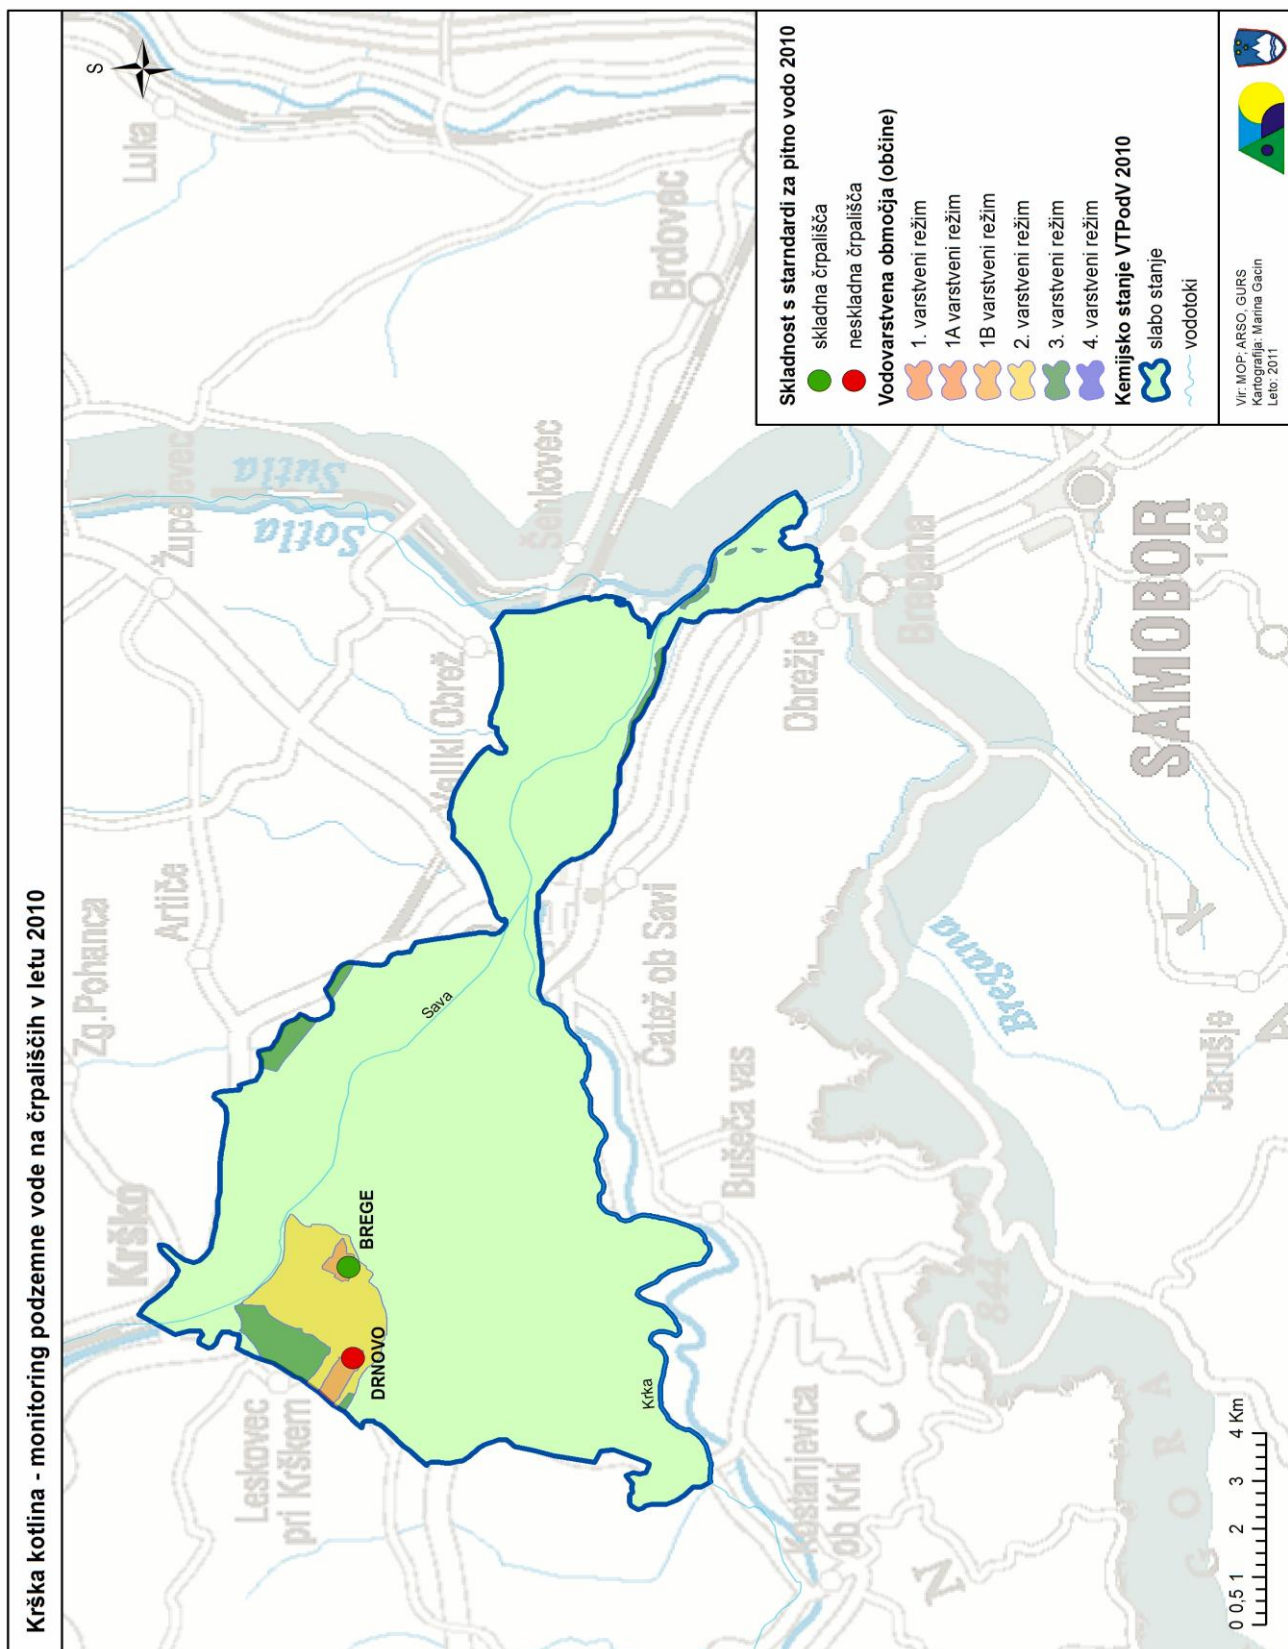 Krška kotlina - monitoring podzemne vode na črpališčih v letu 2010
S
Luka
Zg.Pohanca
Artiče
Župelevec
Sotla
Sutla
Krško
Leskovec
pri Krškem
DRNOVO
BREGE
Sava
Veliki Obrež
Šenkovec
Brdovec
Krka
Kostanjevica
ob Krki
Bušeča vas
Čatež ob Savi
Obrežje
Bregana
SAMOBOR
168
Bregana
Jarušje
844
G O R A
N
C
I
0 0,5 1 2 3 4 Km
Skladnost s starndardi za pitno vodo 2010
skladna črpališča
neskladna črpališča
Vodovarstvena območja (občine)
1. varstveni režim
1A varstveni režim
1B varstveni režim
2. varstveni režim
3. varstveni režim
4. varstveni režim
Kemijsko stanje VTPodV 2010
slabo stanje
vodotoki
Vir: MOP; ARSO, GURS
Kartografija: Marina Gacin
Leto: 2011